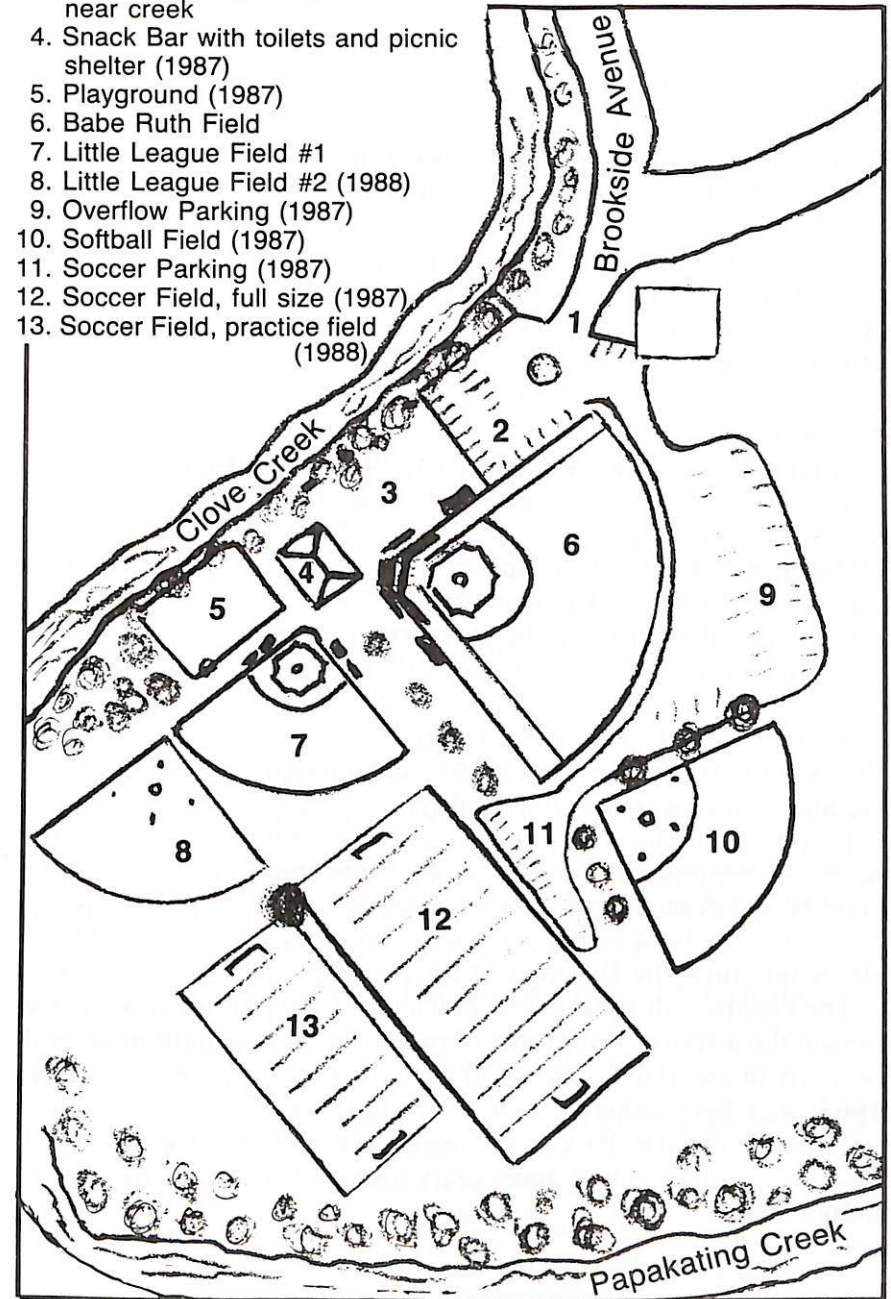 near creek
4. Snack Bar with toilets and picnic
shelter (1987)
5. Playground (1987)
6. Babe Ruth Field
7. Little League Field #1
8. Little League Field #2 (1988)
9. Overflow Parking (1987)
10. Softball Field (1987)
11. Soccer Parking (1987)
12. Soccer Field, full size (1987)
13. Soccer Field, practice field
(1988)
Brookside Avenue
1
2
Clove Creek
3
4
5
6
7
8
9
10
11
12
13
Papakating Creek